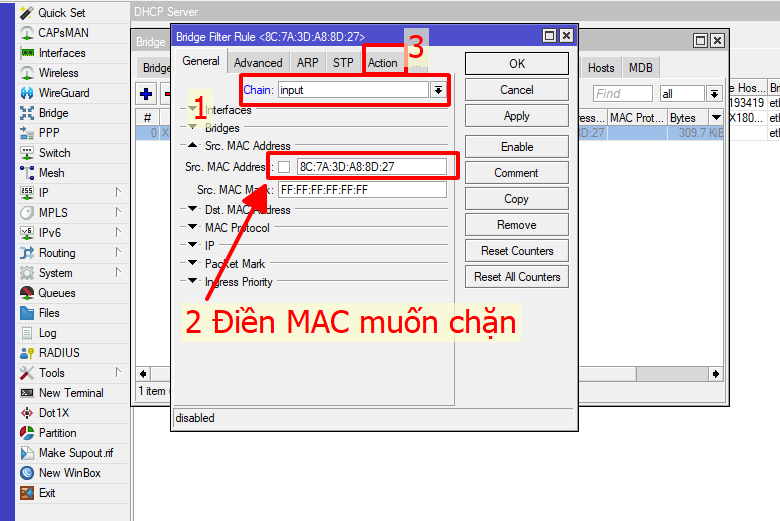 Quick Set
CAPsMAN
Interfaces
Wireless
WireGuard
Bridge
PPP
Switch
Mesh
IP
MPLS
IPv6
Routing
System
Queues
Files
Log
RADIUS
Tools
New Terminal
Dot1X
Partition
Make Supout.rif
New WinBox
Exit
DHCP Server
Bridge
Bridge
#
0 X
1 item
Bridge Filter Rule <8C:7A:3D:A8:8D:27>
General Advanced ARP STP Action ...
3
Chain: input
1
Interfaces
Bridges
Src. MAC Address
Src. MAC Address: 8C:7A:3D:A8:8D:27
Src. MAC Mask: FF:FF:FF:FF:FF:FF
Dst. MAC Address
MAC Protocol
IP
Packet Mark
Ingress Priority
2 Điền MAC muốn chặn
disabled
OK
Cancel
Apply
Enable
Comment
Copy
Remove
Reset Counters
Reset All Counters
Hosts MDB
Find all
ddress... MAC Prot... Bytes
:27 309.7 KiB
e Hos... Br
193419 eth
X180... eth